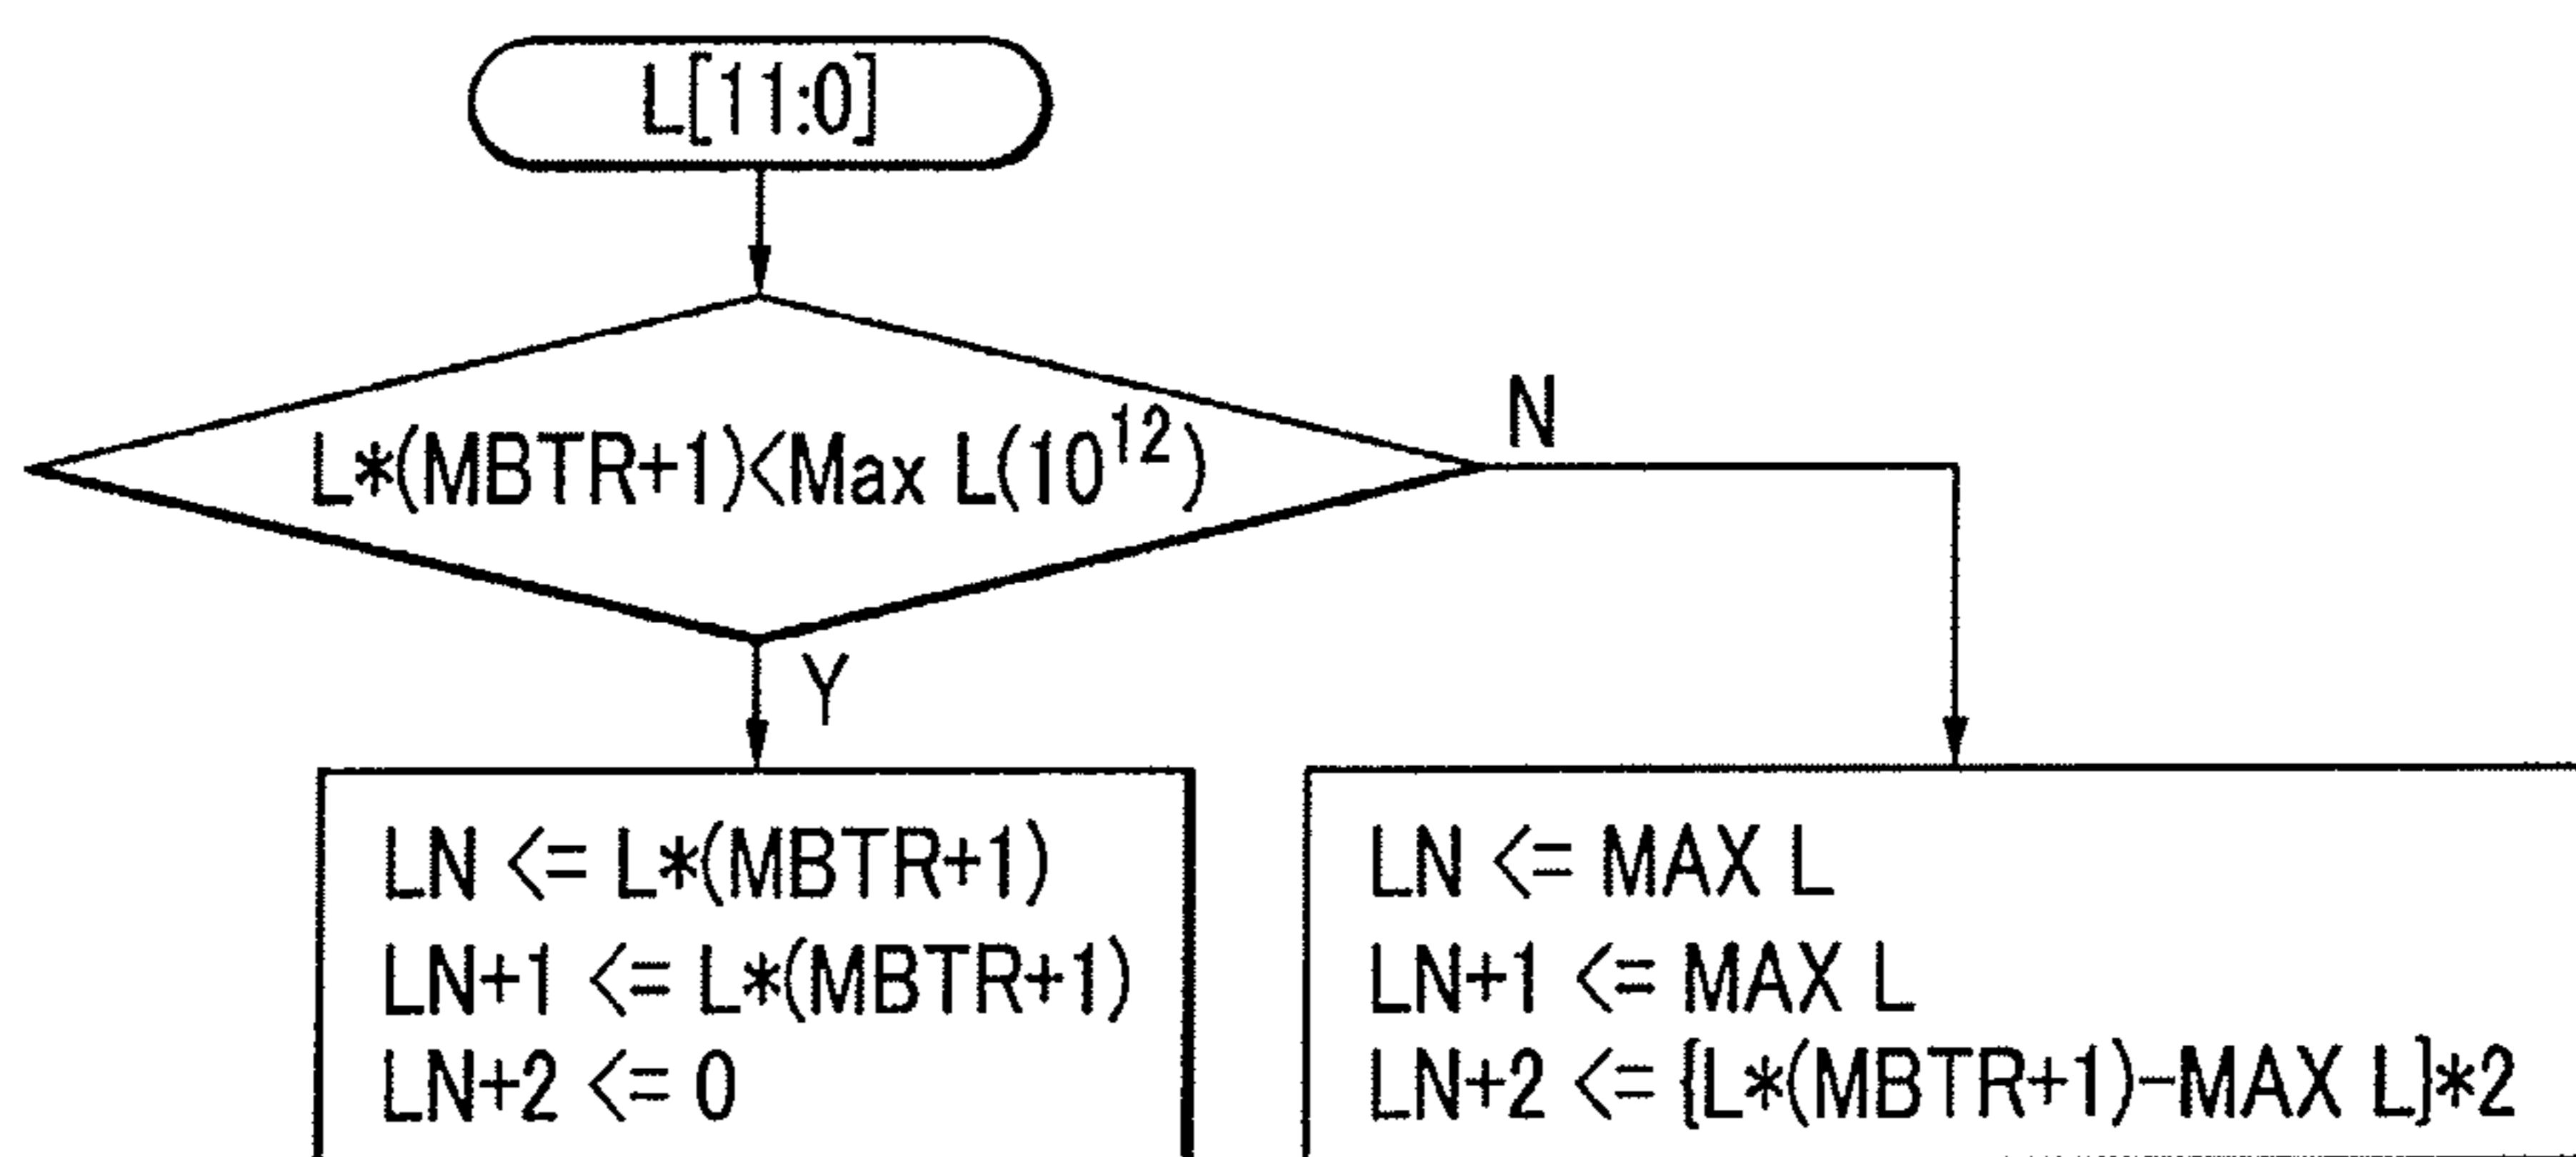 L[11:0]
L*(MBTR+1)<Max L(10^12)
N
Y
LN <= L*(MBTR+1)
LN+1 <= L*(MBTR+1)
LN+2 <= 0
LN <= MAX L
LN+1 <= MAX L
LN+2 <= {L*(MBTR+1)-MAX L}*2